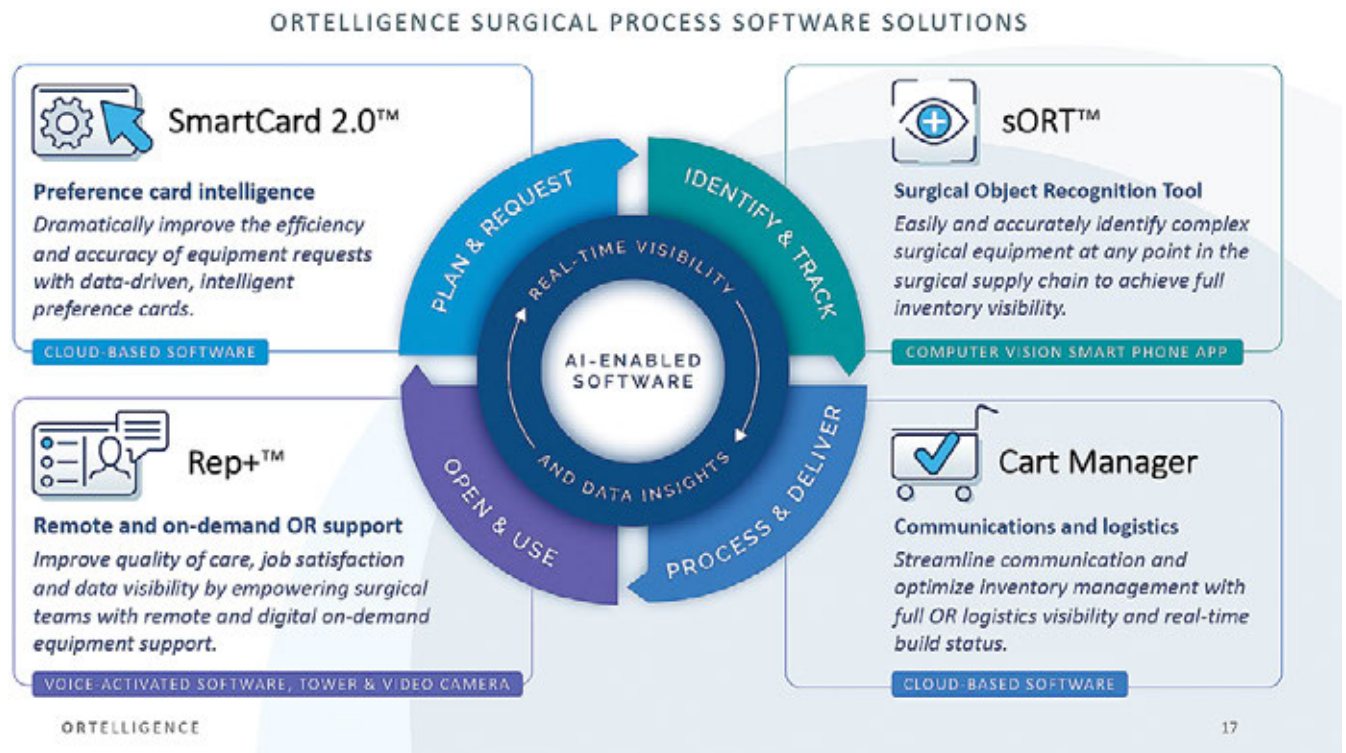 ORTELLIGENCE SURGICAL PROCESS SOFTWARE SOLUTIONS
SmartCard 2.0™
Preference card intelligence
Dramatically improve the efficiency
and accuracy of equipment requests
with data-driven, intelligent
preference cards.
CLOUD-BASED SOFTWARE
sORT™
Surgical Object Recognition Tool
Easily and accurately identify complex
surgical equipment at any point in the
surgical supply chain to achieve full
inventory visibility.
COMPUTER VISION SMART PHONE APP
PLAN & REQUEST
IDENTIFY & TRACK
REAL-TIME VISIBILITY
AI-ENABLED
SOFTWARE
AND DATA INSIGHTS
OPEN & USE
PROCESS & DELIVER
Rep+™
Remote and on-demand OR support
Improve quality of care, job satisfaction
and data visibility by empowering surgical
teams with remote and digital on-demand
equipment support.
VOICE-ACTIVATED SOFTWARE, TOWER & VIDEO CAMERA
Cart Manager
Communications and logistics
Streamline communication and
optimize inventory management with
full OR logistics visibility and real-time
build status.
CLOUD-BASED SOFTWARE
ORTELLIGENCE
17